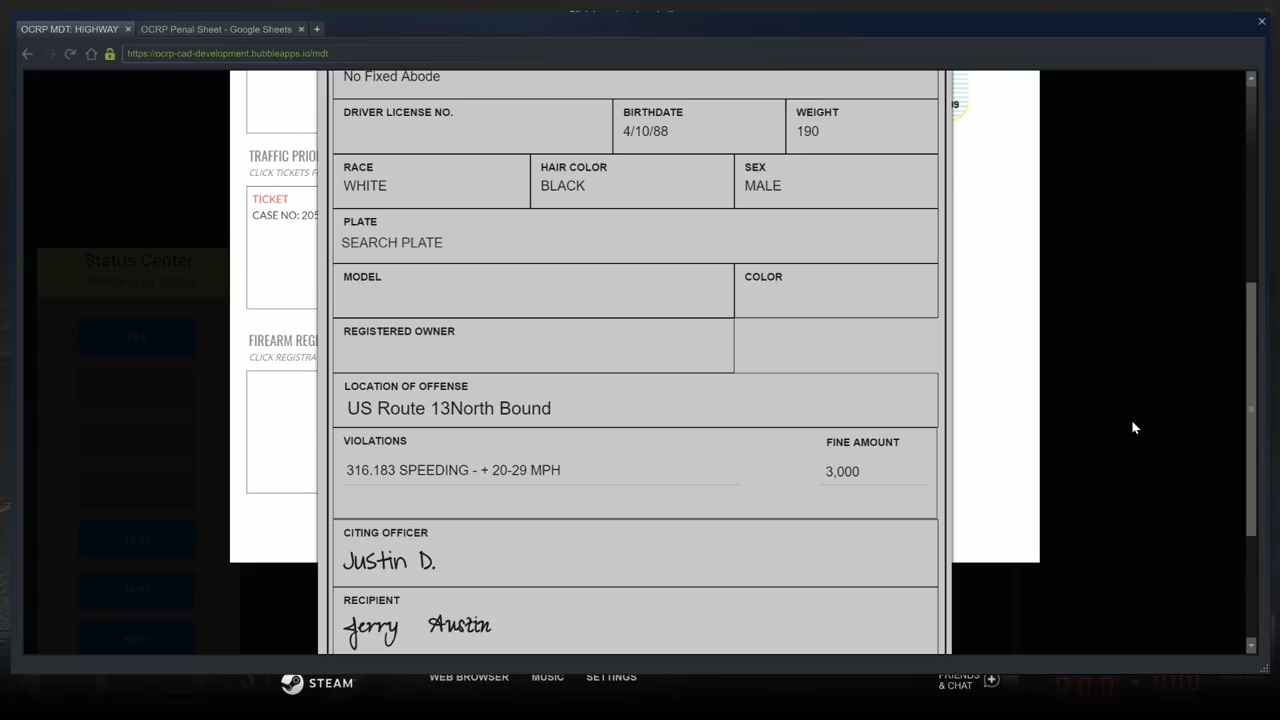 OCRP MDT: HIGHWAY
OCRP Penal Sheet - Google Sheets
https://ocrp-cad-development.bubbleapps.io/mdt
No Fixed Abode
DRIVER LICENSE NO.
BIRTHDATE
WEIGHT
4/10/88
190
TRAFFIC PRIO
CLICK TICKETS F
RACE
HAIR COLOR
SEX
WHITE
BLACK
MALE
TICKET
CASE NO: 205
PLATE
SEARCH PLATE
Status Center
MODEL
COLOR
FIREARM REG
CLICK REGISTRA
REGISTERED OWNER
LOCATION OF OFFENSE
US Route 13North Bound
VIOLATIONS
FINE AMOUNT
316.183 SPEEDING - + 20-29 MPH
3,000
CITING OFFICER
Justin D.
RECIPIENT
Jerry Austin
STEAM
WEB BROWSER
MUSIC
SETTINGS
FRIENDS
& CHAT